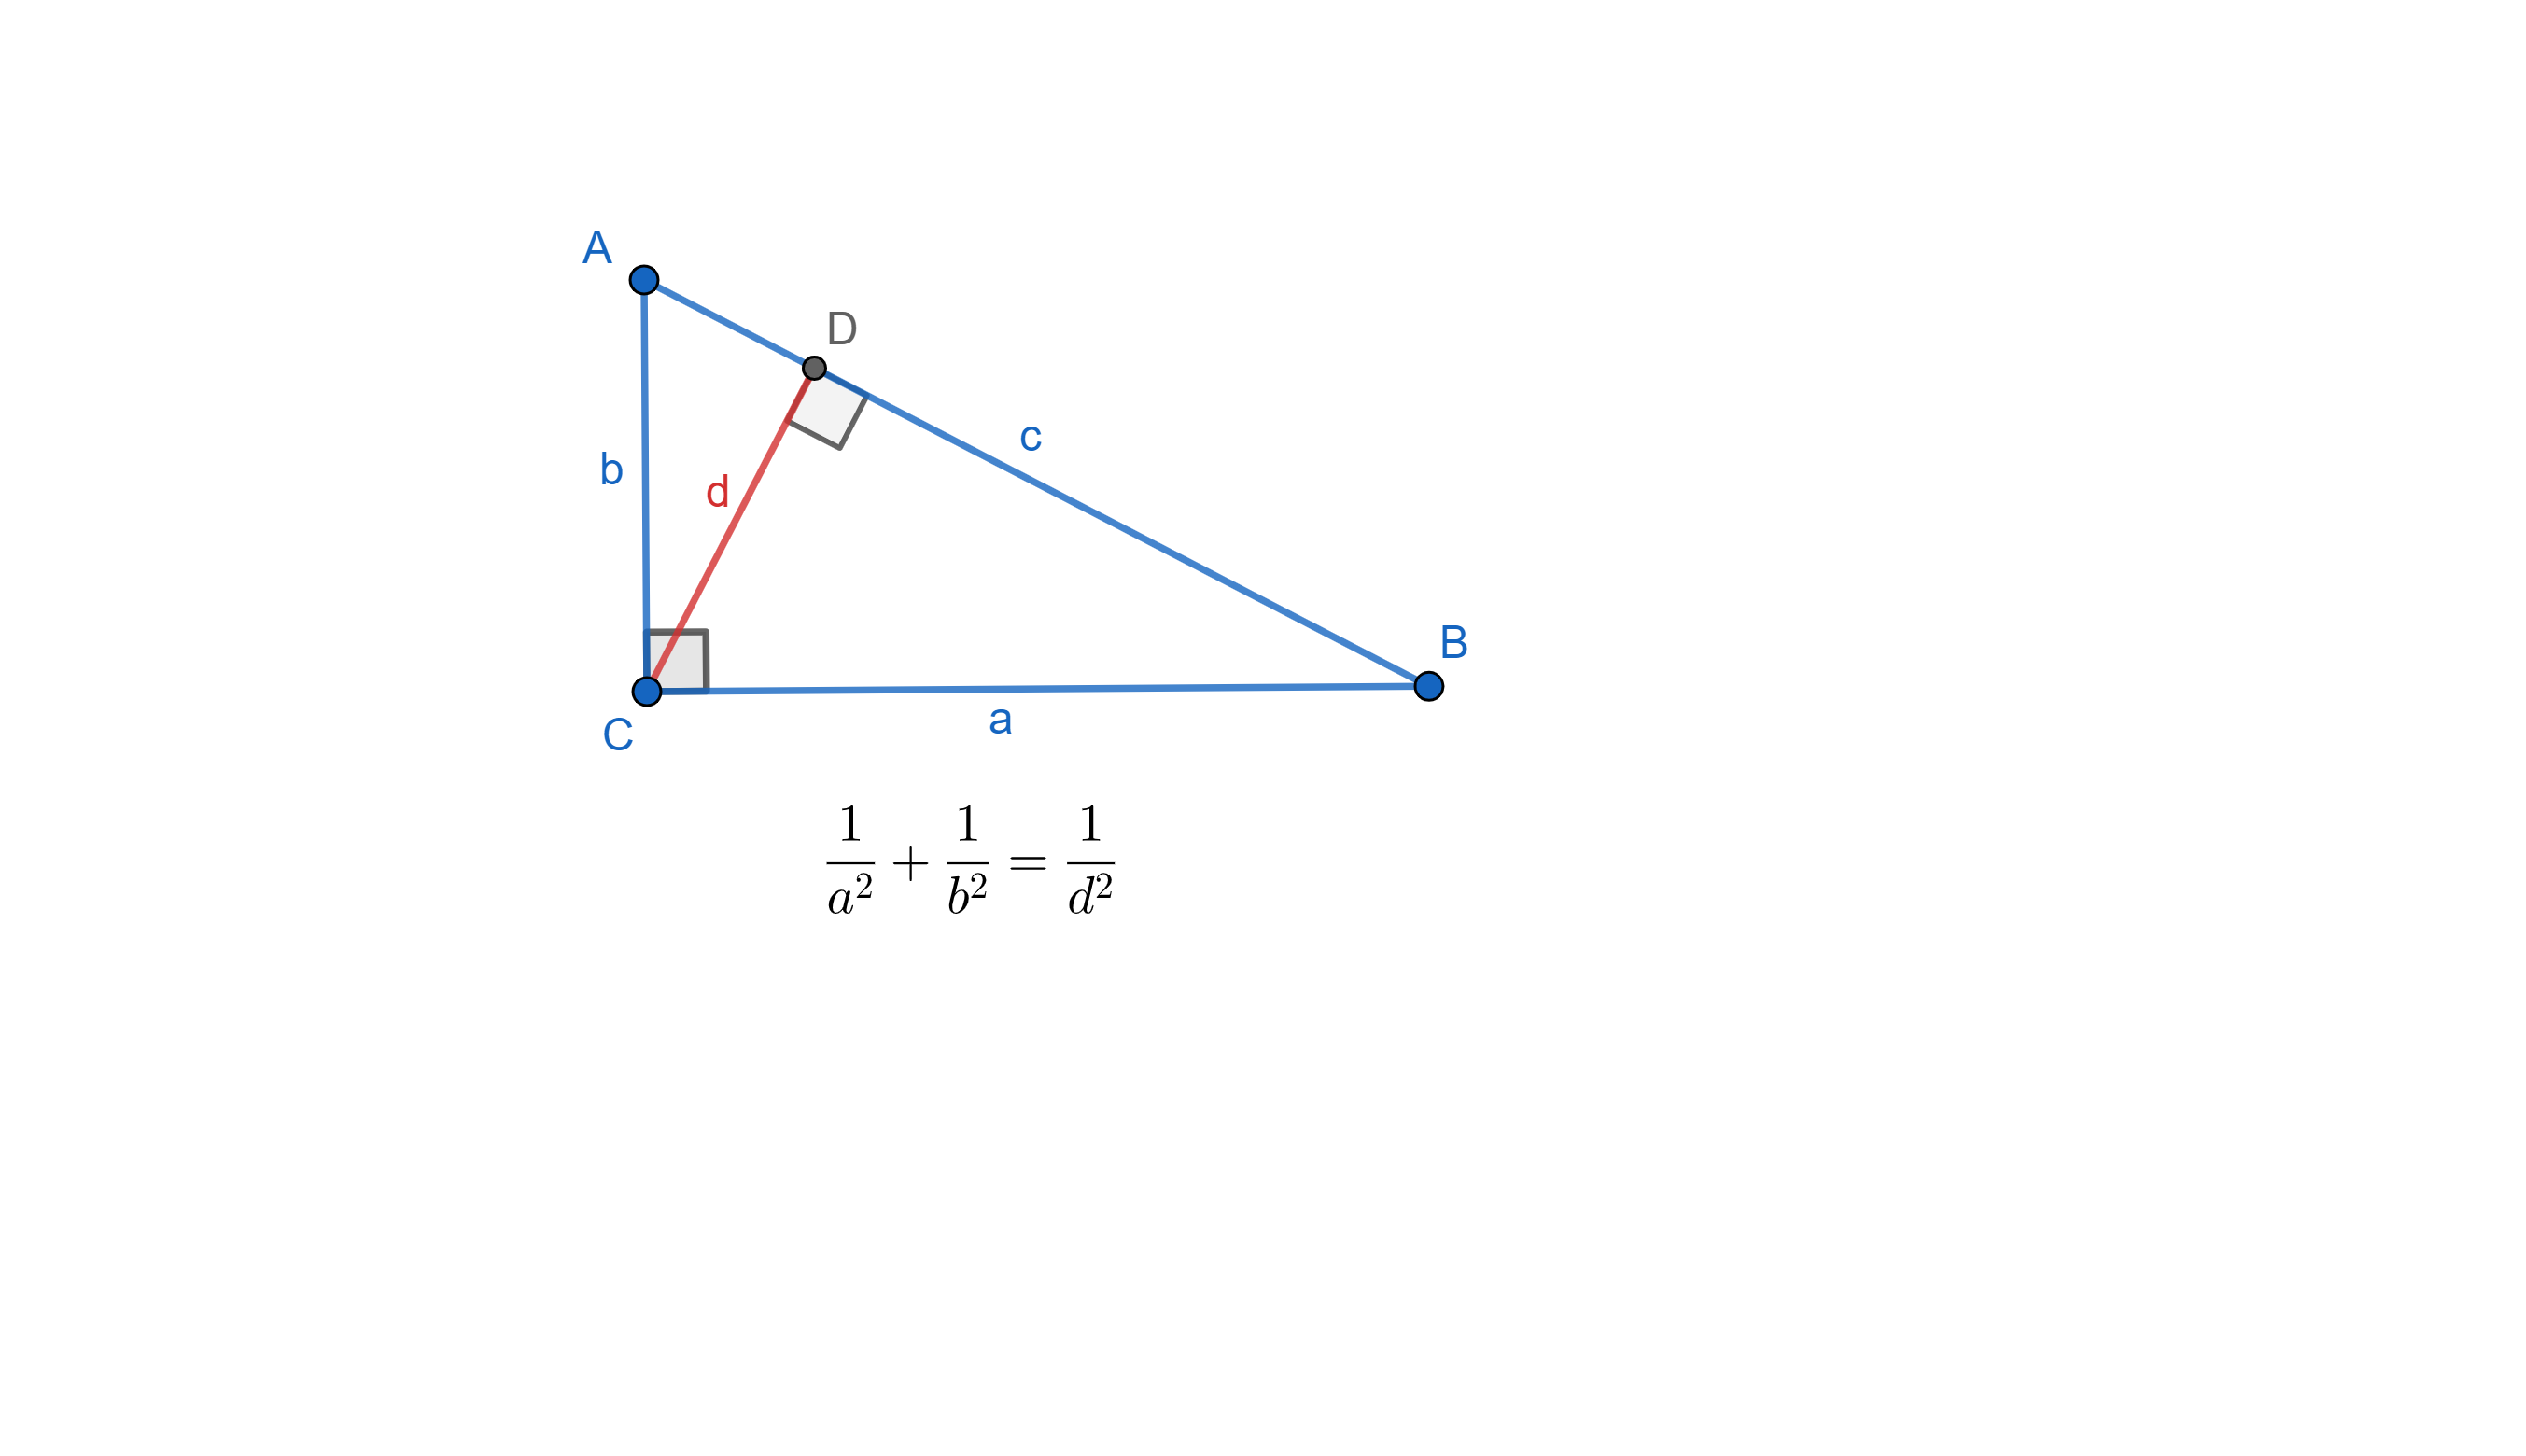 A
D
c
b
d
B
C
a
1/a² + 1/b² = 1/d²